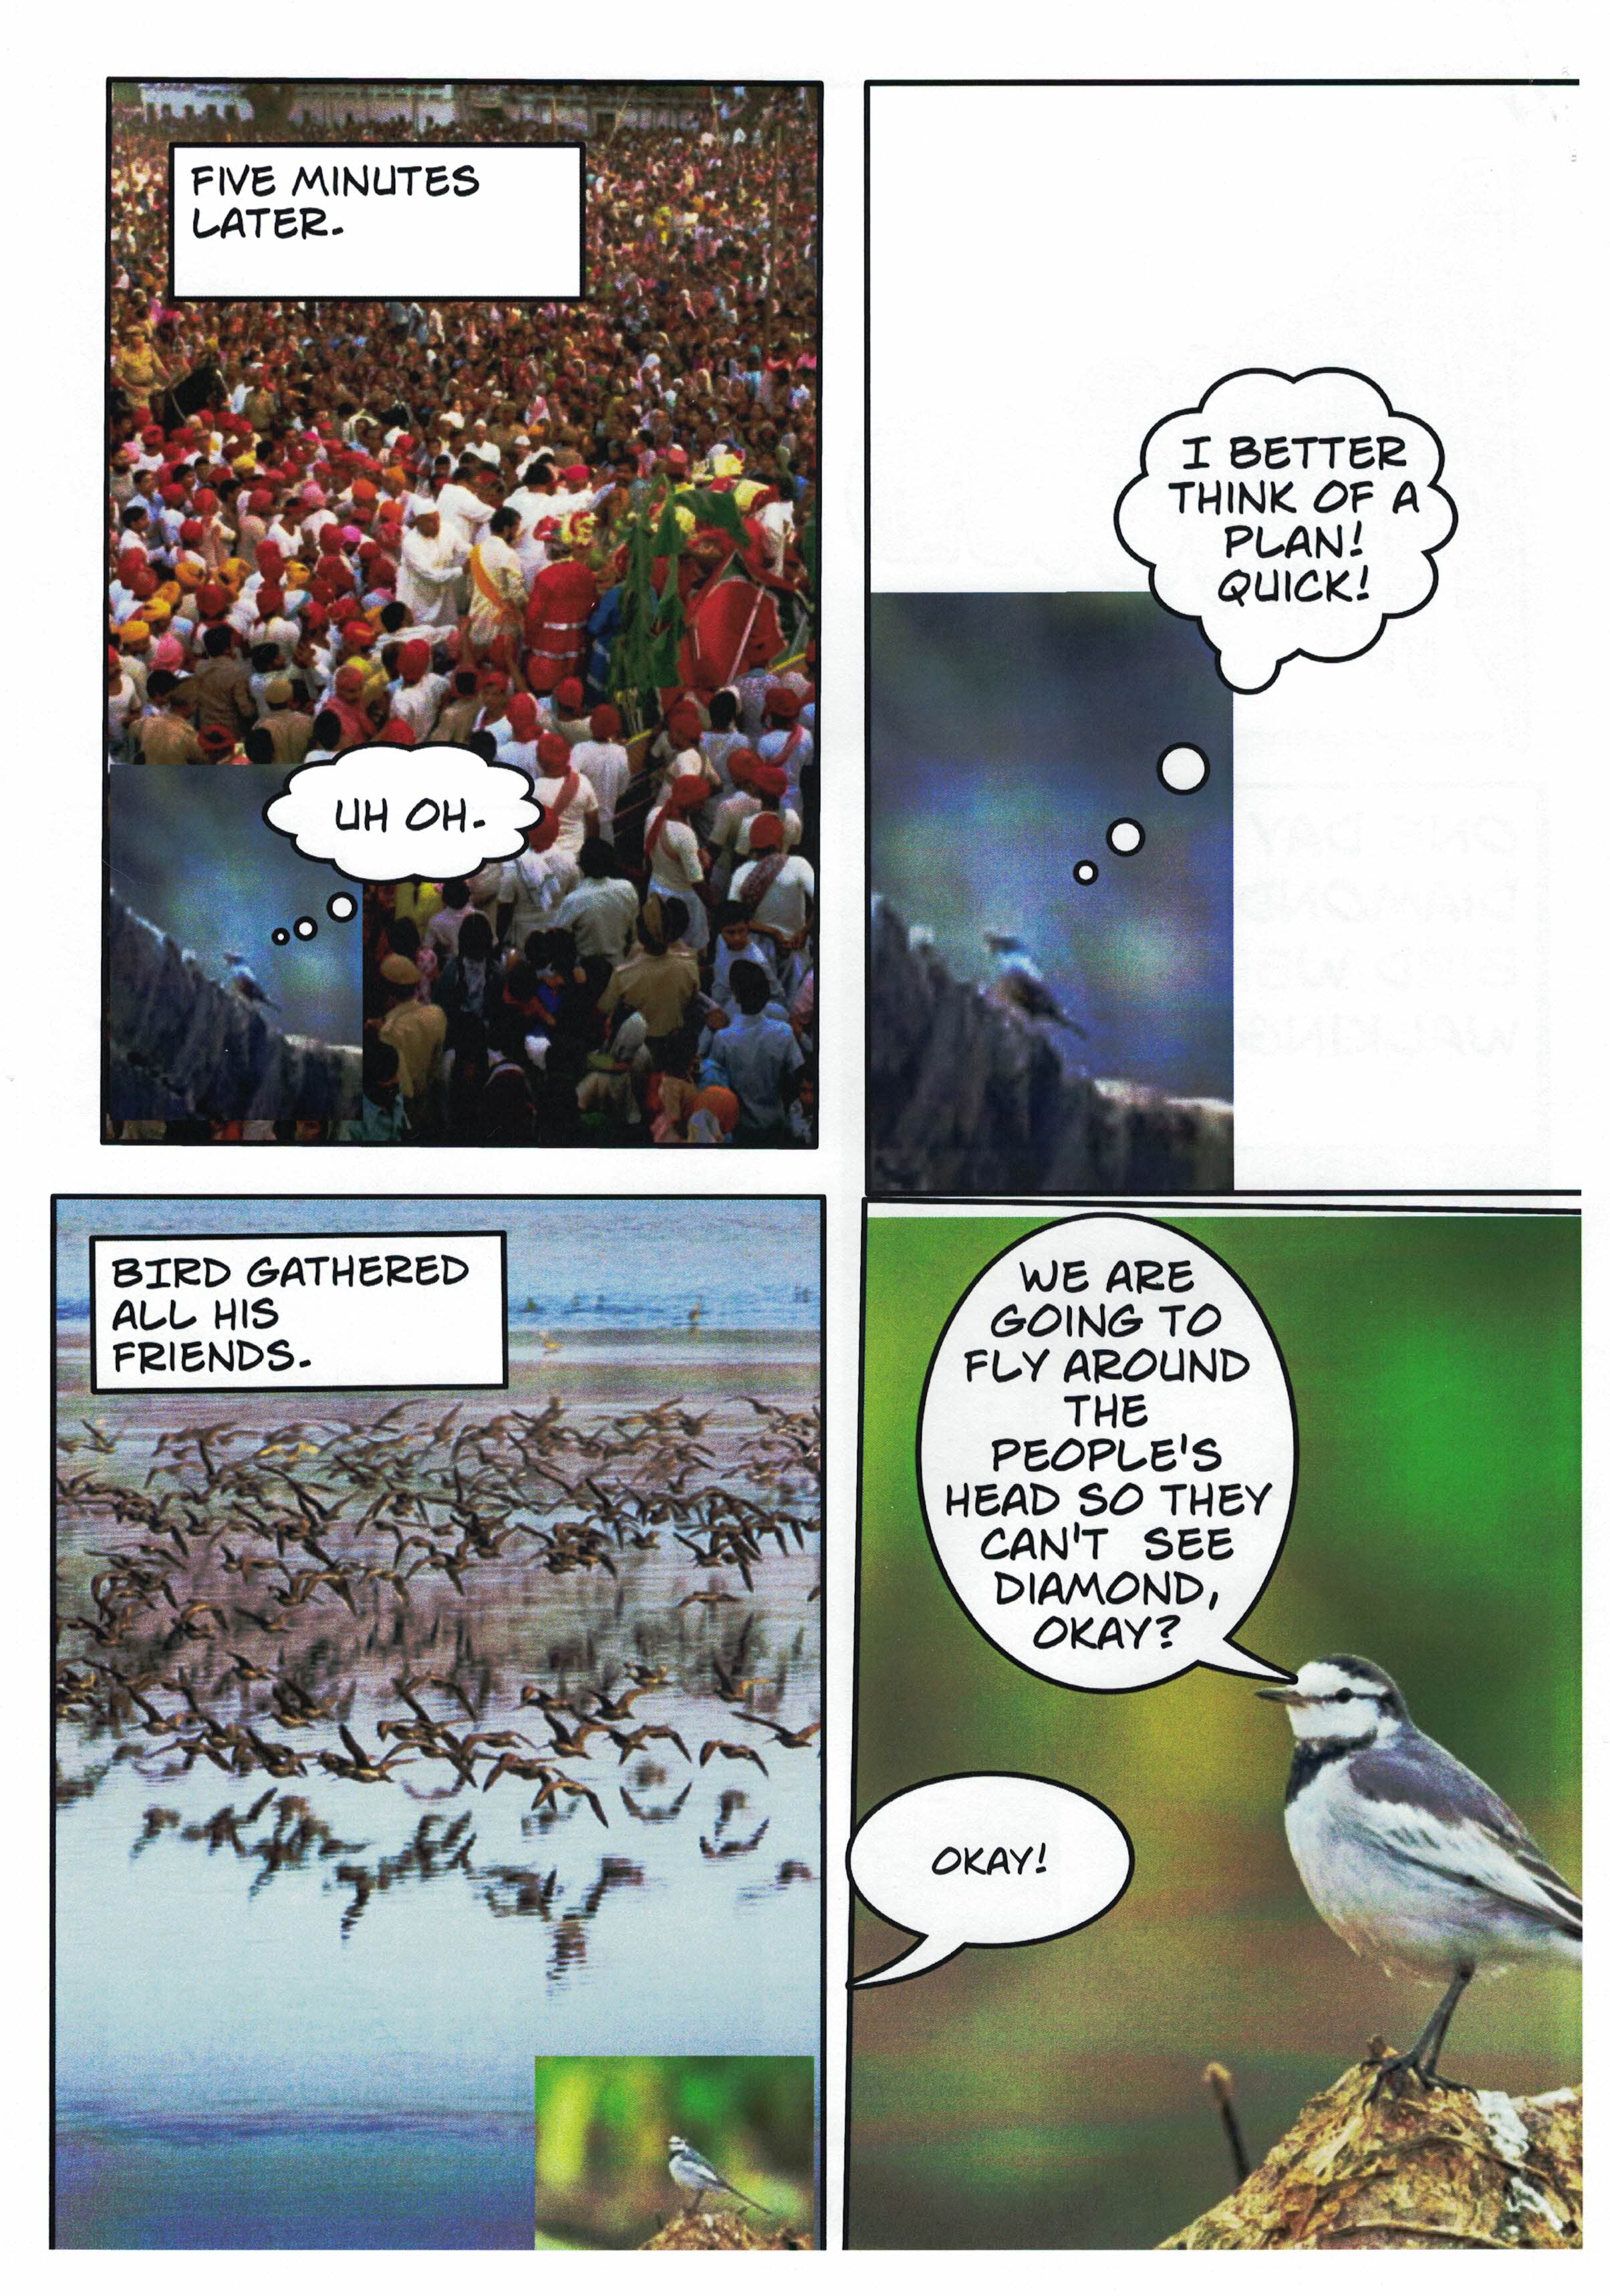 FIVE MINUTES
LATER.
UH OH.
I BETTER
THINK OF A
PLAN!
QUICK!
BIRD GATHERED
ALL HIS
FRIENDS.
WE ARE
GOING TO
FLY AROUND
THE
PEOPLE'S
HEAD SO THEY
CAN'T SEE
DIAMOND,
OKAY?
OKAY!